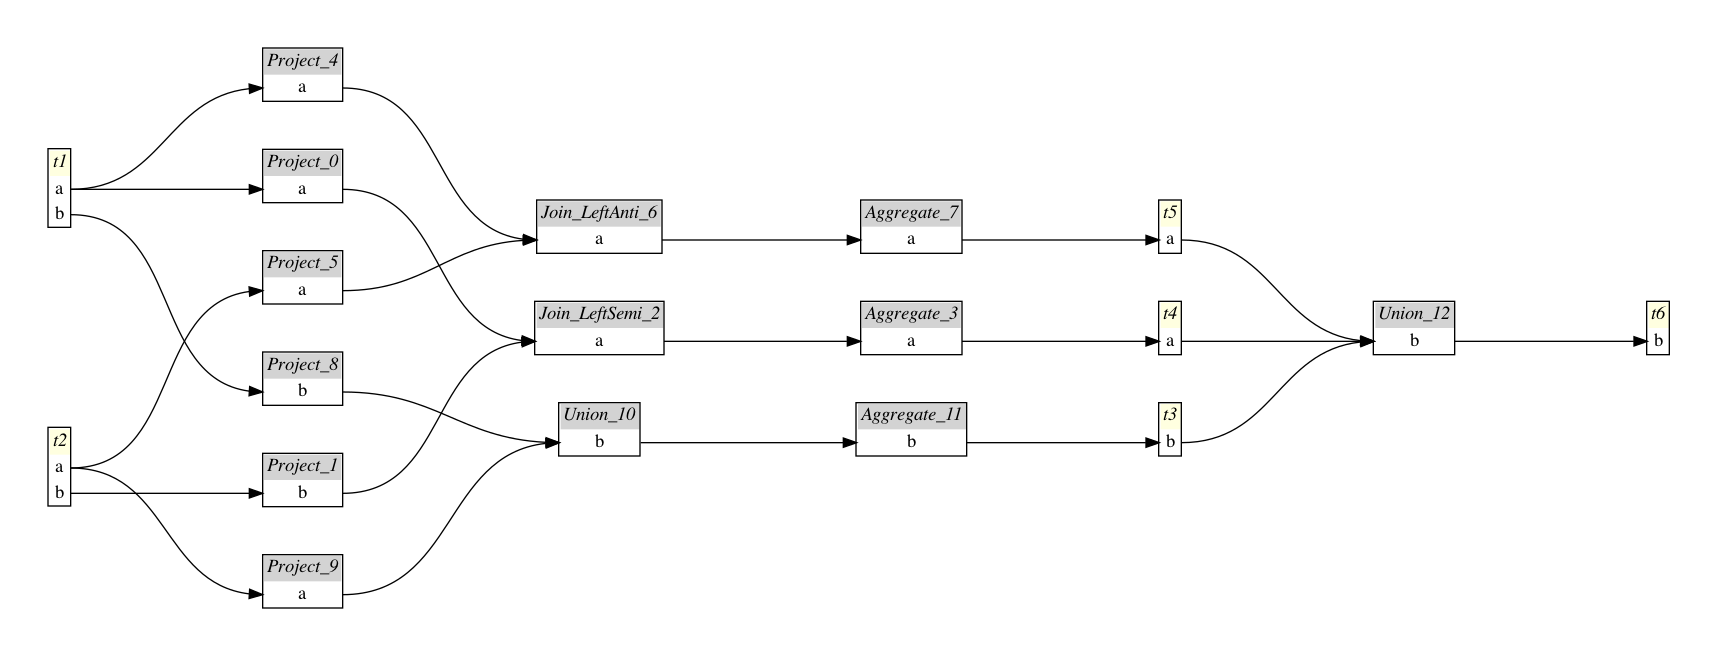 t1
a
b
t2
a
b
Project_4
a
Project_0
a
Project_5
a
Project_8
b
Project_1
b
Project_9
a
Join_LeftAnti_6
a
Join_LeftSemi_2
a
Union_10
b
Aggregate_7
a
Aggregate_3
a
Aggregate_11
b
t5
a
t4
a
t3
b
Union_12
b
t6
b